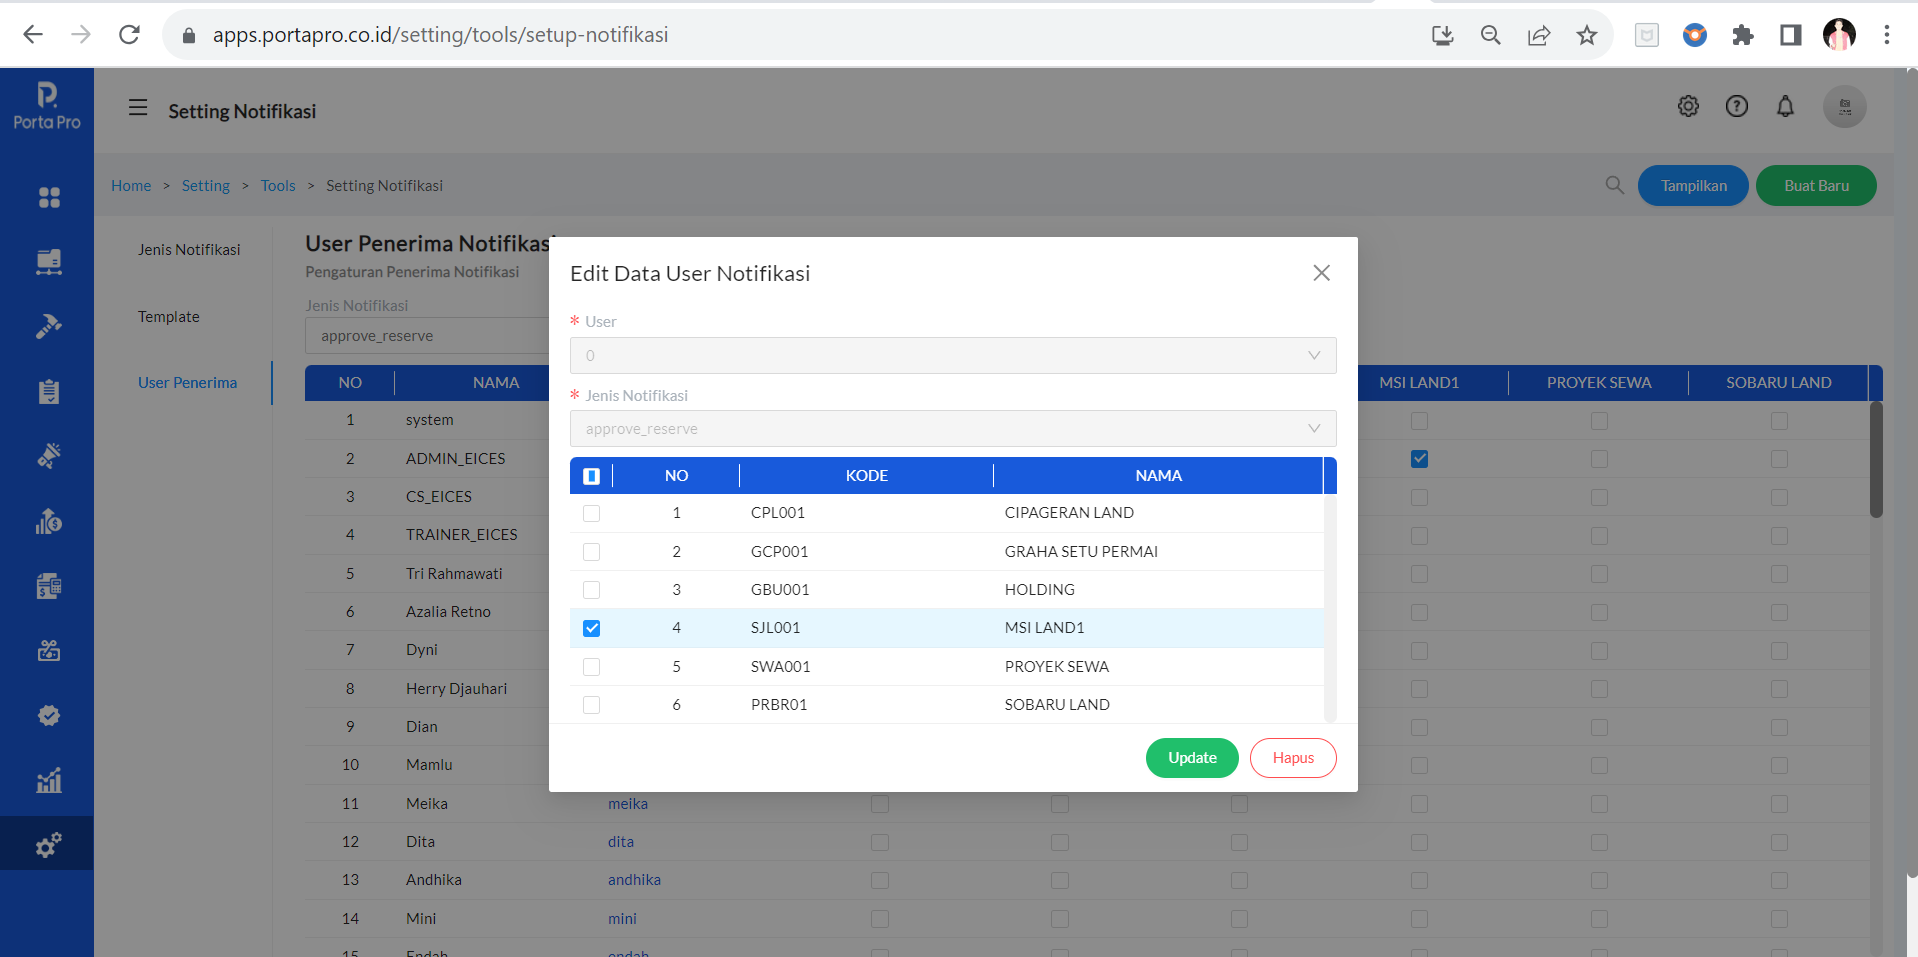 apps.portapro.co.id/setting/tools/setup-notifikasi
Porta Pro
Setting Notifikasi
Home > Setting > Tools > Setting Notifikasi
Tampilkan
Buat Baru
Jenis Notifikasi
Template
User Penerima
User Penerima Notifikas
Pengaturan Penerima Notifikasi
Jenis Notifikasi
approve_reserve
NO NAMA MSI LAND1 PROYEK SEWA SOBARU LAND
1 system
2 ADMIN_EICES
3 CS_EICES
4 TRAINER_EICES
5 Tri Rahmawati
6 Azalia Retno
7 Dyni
8 Herry Djauhari
9 Dian
10 Mamlu
11 Meika meika
12 Dita dita
13 Andhika andhika
14 Mini mini
15 Endah endah
Edit Data User Notifikasi
* User
0
* Jenis Notifikasi
approve_reserve
NO KODE NAMA
1 CPL001 CIPAGERAN LAND
2 GCP001 GRAHA SETU PERMAI
3 GBU001 HOLDING
4 SJL001 MSI LAND1
5 SWA001 PROYEK SEWA
6 PRBR01 SOBARU LAND
Update
Hapus